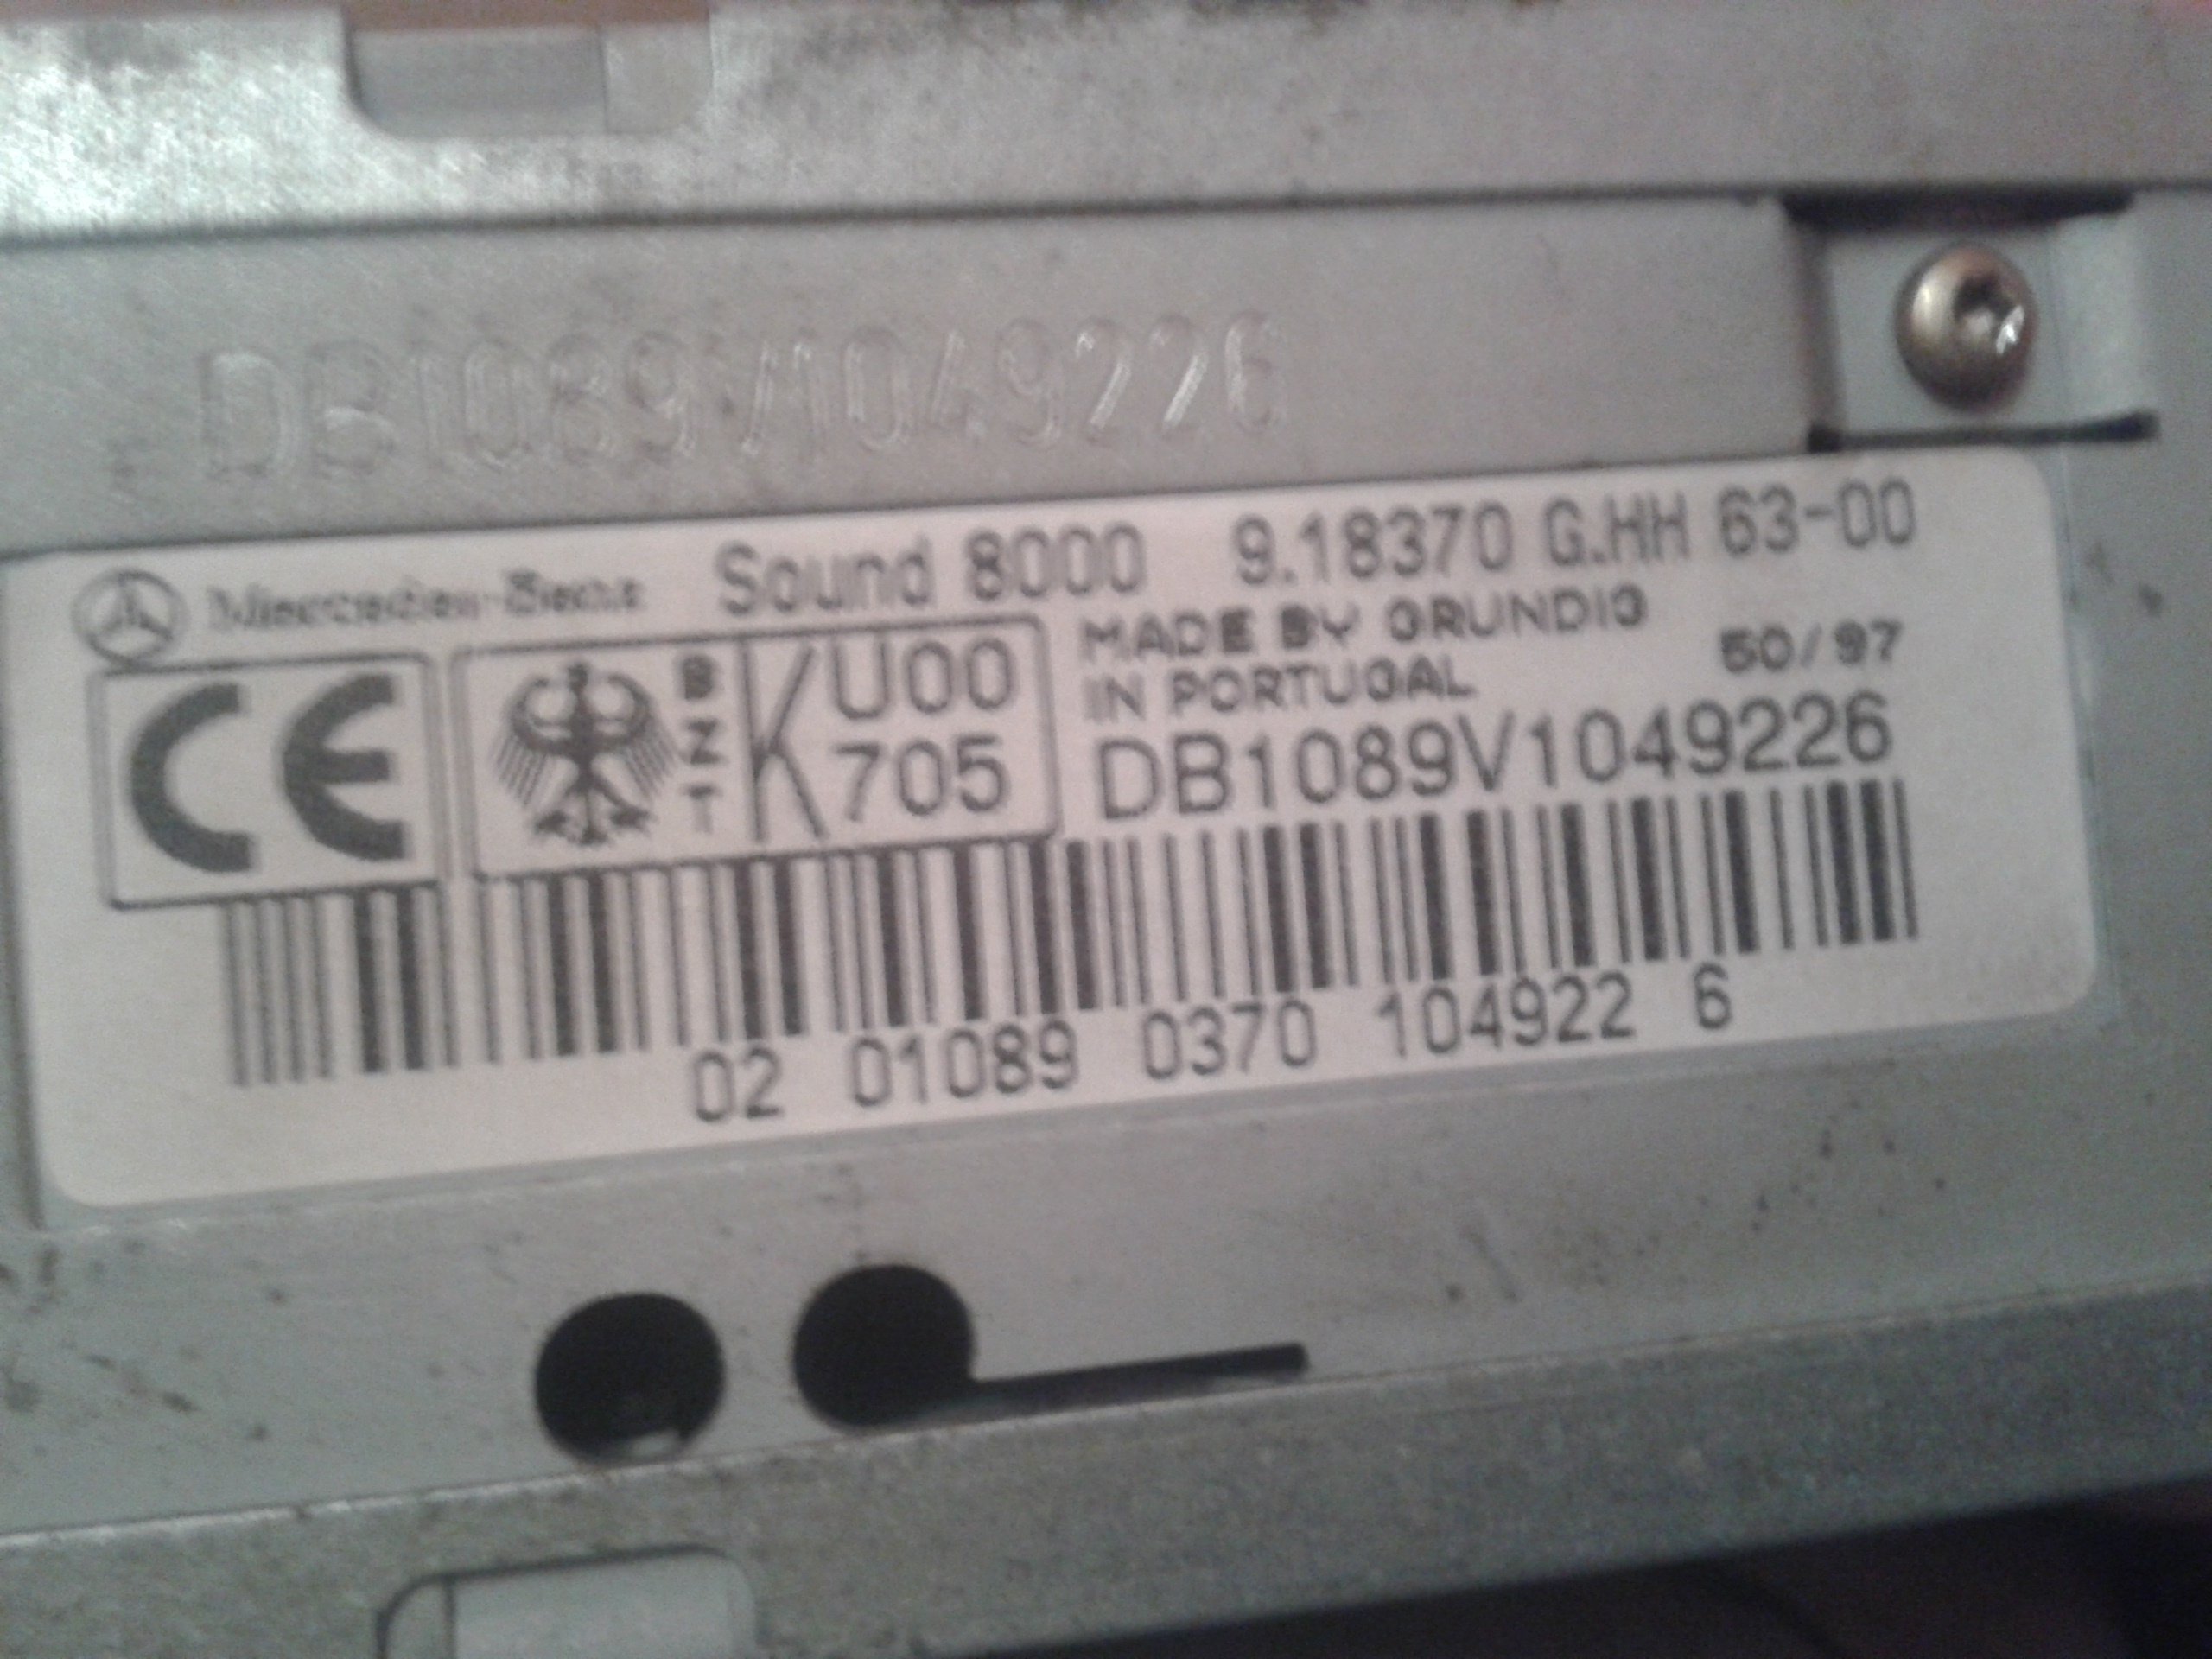 DB1089V1049226
Mercedes-Benz Sound 8000 9.18370 G.HH 63-00
MADE BY GRUNDIG
IN PORTUGAL 50/97
CE
BZT
K U00
705
DB1089V1049226
02 01089 0370 104922 6